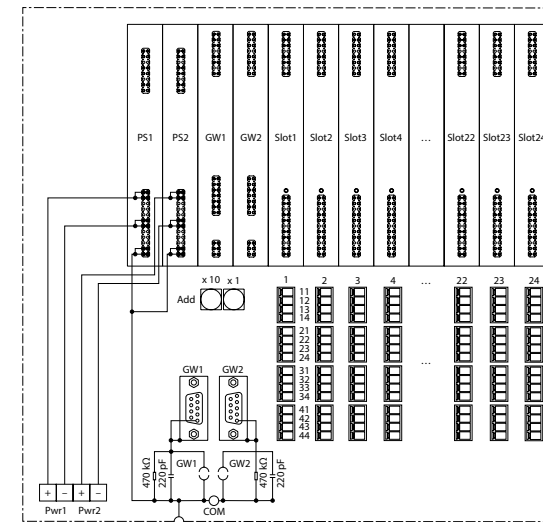 PS1 PS2 GW1 GW2 Slot1 Slot2 Slot3 Slot4 ... Slot22 Slot23 Slot24
x 10 x 1
Add
1 2 3 4 ... 22 23 24
11
12
13
14
21
22
23
24
...
31
32
33
34
41
42
43
44
GW1 GW2
470 kΩ
220 pF
GW1 GW2
470 kΩ
220 pF
COM
+ – + –
Pwr1 Pwr2